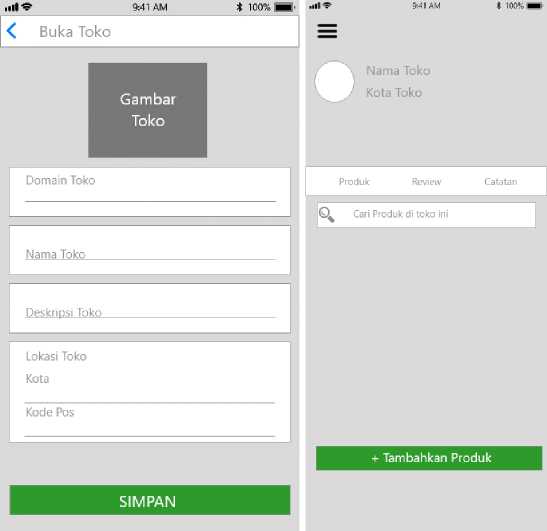 9:41 AM
100%
Buka Toko
Gambar
Toko
Domain Toko
Nama Toko
Deskripsi Toko
Lokasi Toko
Kota
Kode Pos
SIMPAN
9:41 AM
100%
Nama Toko
Kota Toko
Produk
Review
Catatan
Cari Produk di toko ini
+ Tambahkan Produk